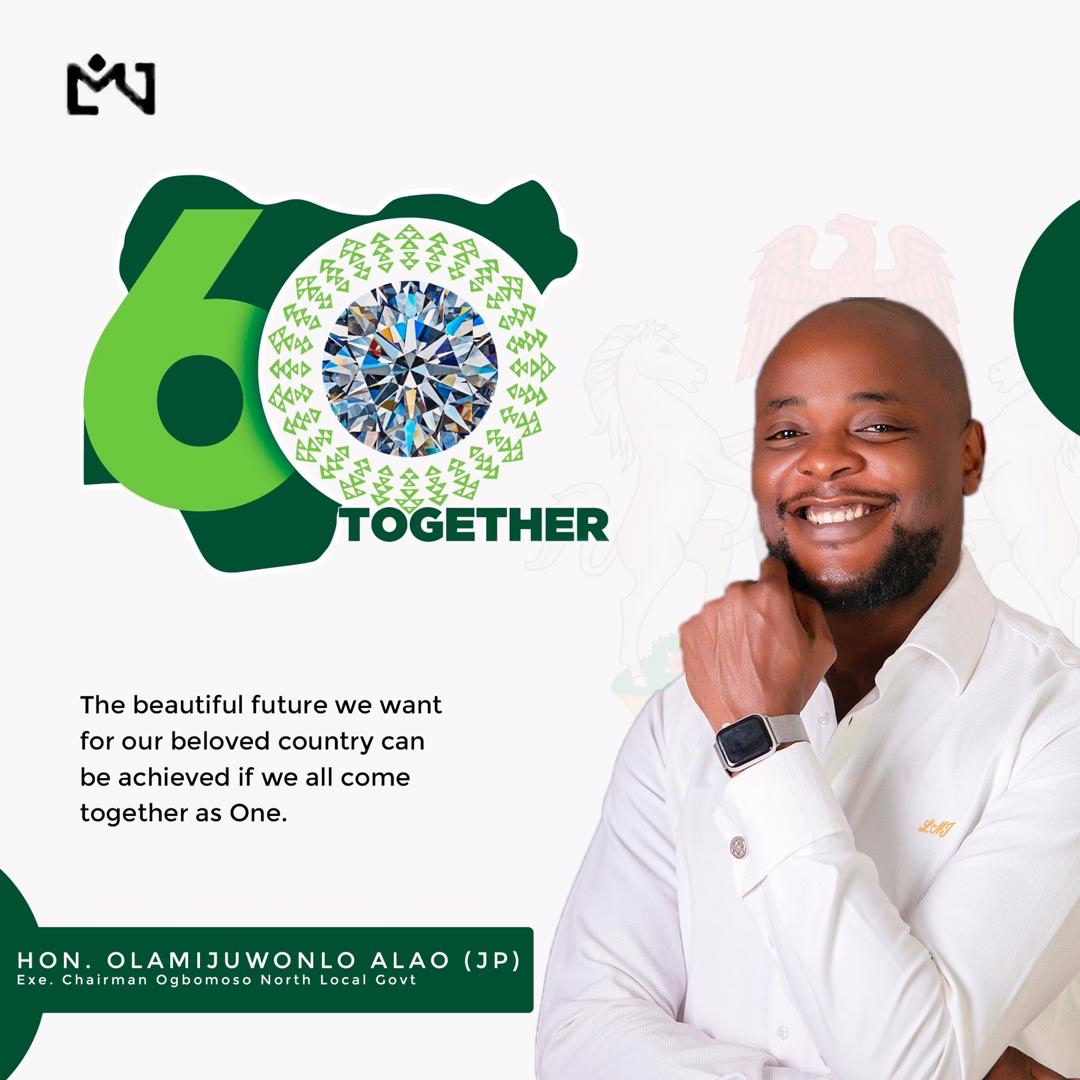 60
TOGETHER
The beautiful future we want
for our beloved country can
be achieved if we all come
together as One.
LMJ
HON. OLAMIJUWONLO ALAO (JP)
Exe. Chairman Ogbomoso North Local Govt